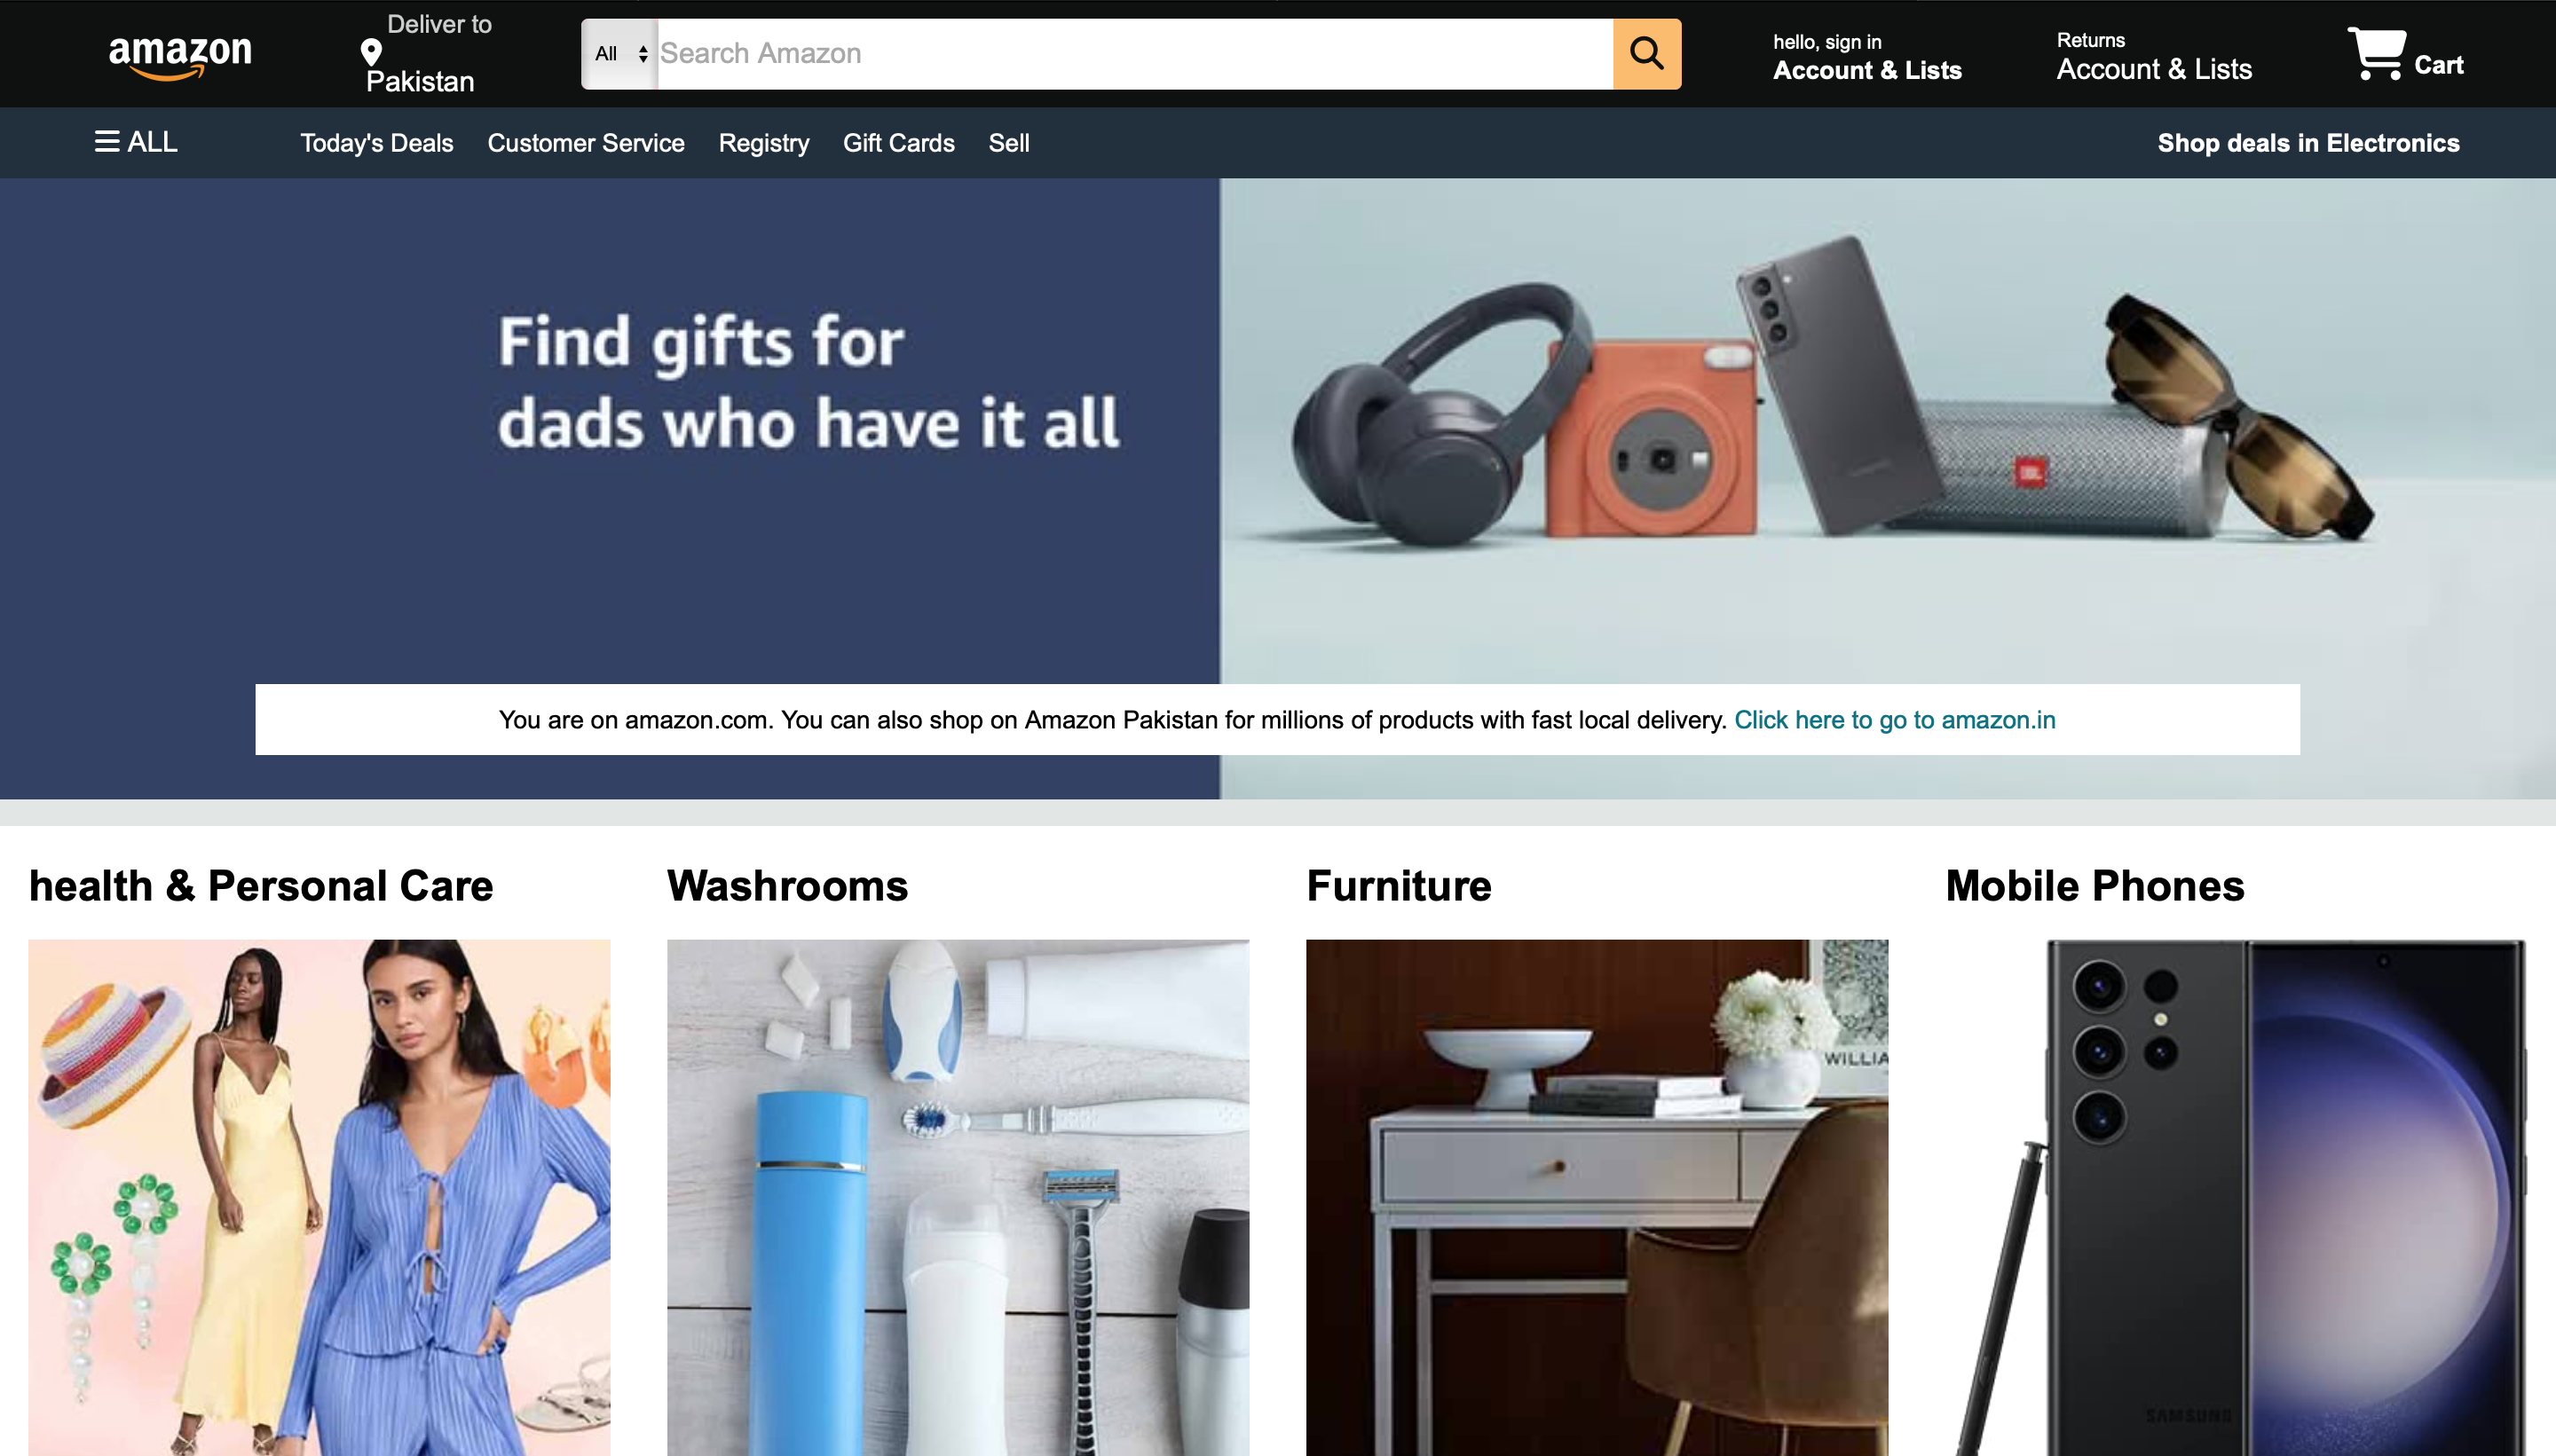 amazon
Deliver to
Pakistan
All
Search Amazon
hello, sign in
Account & Lists
Returns
Account & Lists
Cart
ALL
Today's Deals
Customer Service
Registry
Gift Cards
Sell
Shop deals in Electronics
Find gifts for
dads who have it all
JBL
You are on amazon.com. You can also shop on Amazon Pakistan for millions of products with fast local delivery. Click here to go to amazon.in
health & Personal Care
Washrooms
Furniture
Mobile Phones
WILLIA
SAMSUNG